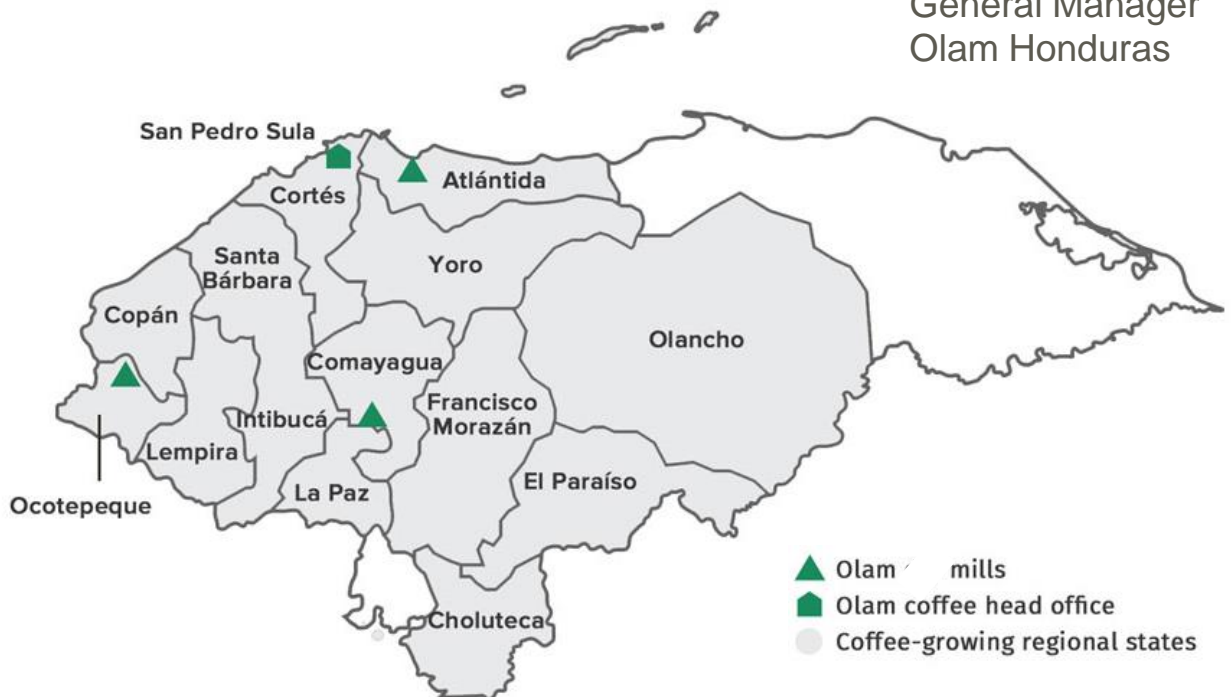 General Manager
Olam Honduras
San Pedro Sula
Cortés
Atlántida
Santa
Bárbara
Yoro
Copán
Olancho
Comayagua
Francisco
Morazán
Intibucá
Lempira
El Paraíso
La Paz
Ocotepeque
Choluteca
Olam mills
Olam coffee head office
Coffee-growing regional states